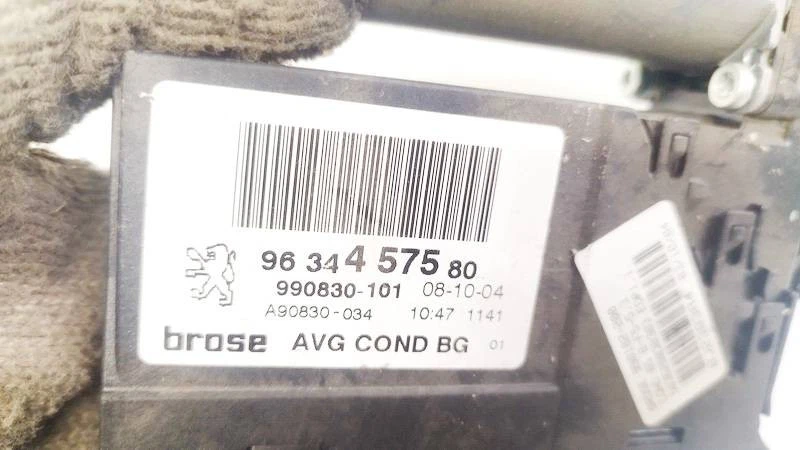 96 34 4 575 80
990830-101 08-10-04
A90830-034 10:47 1141
brose AVG COND BG 01